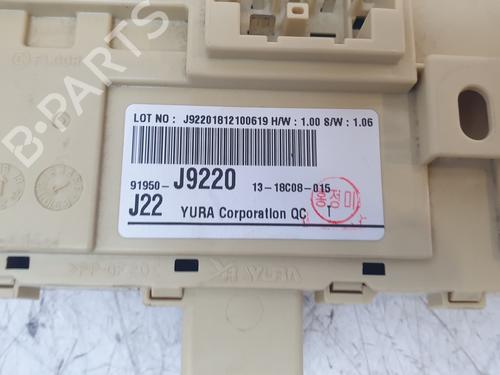 LOT NO : J92201812100619 H/W : 1.00 S/W : 1.06
91950- J9220 13-18C08-015
J22 YURA Corporation QC
B-PARTS